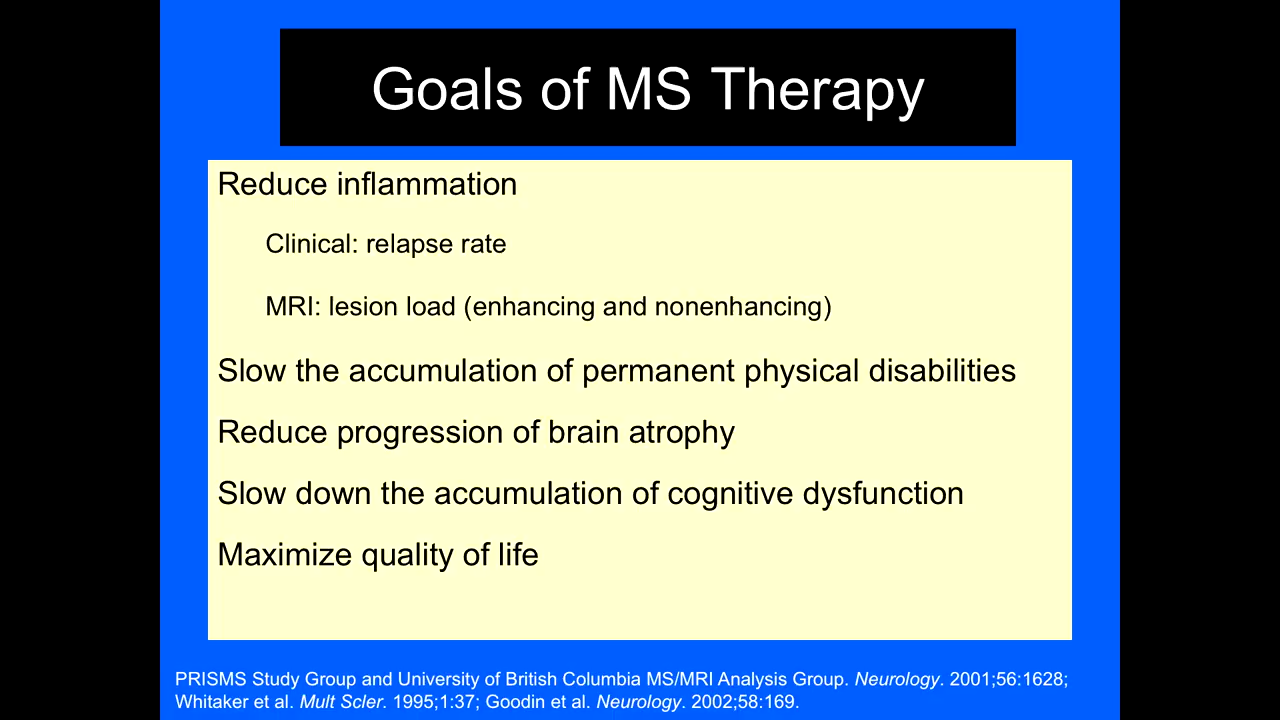 Goals of MS Therapy
Reduce inflammation
Clinical: relapse rate
MRI: lesion load (enhancing and nonenhancing)
Slow the accumulation of permanent physical disabilities
Reduce progression of brain atrophy
Slow down the accumulation of cognitive dysfunction
Maximize quality of life
PRISMS Study Group and University of British Columbia MS/MRI Analysis Group. Neurology. 2001;56:1628;
Whitaker et al. Mult Scler. 1995;1:37; Goodin et al. Neurology. 2002;58:169.